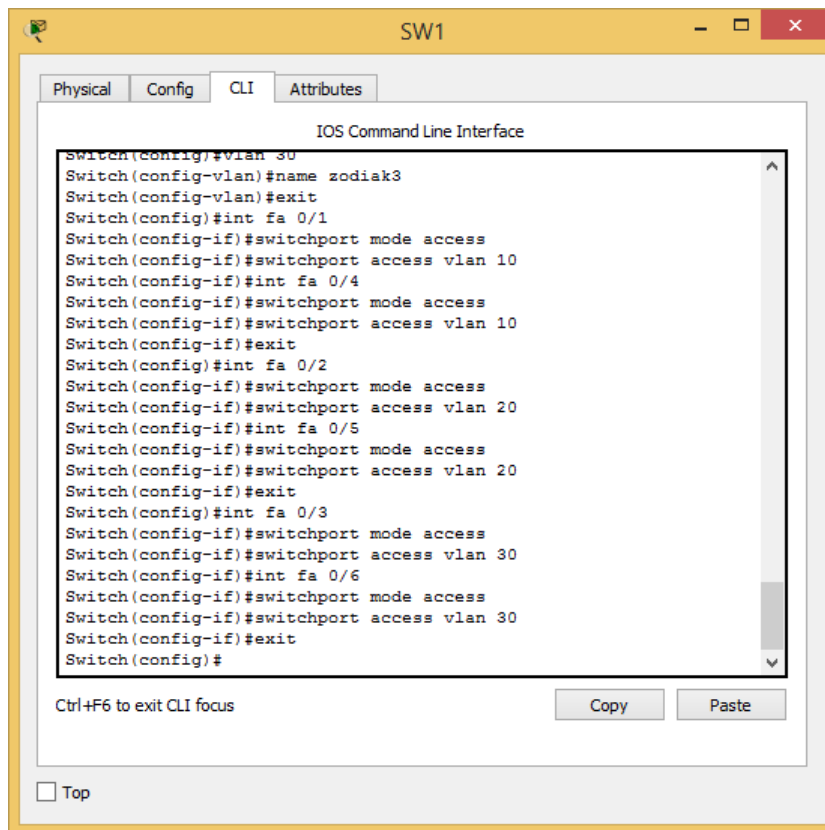 SW1
Physical Config CLI Attributes
IOS Command Line Interface
Switch(config)#vlan 30
Switch(config-vlan)#name zodiak3
Switch(config-vlan)#exit
Switch(config)#int fa 0/1
Switch(config-if)#switchport mode access
Switch(config-if)#switchport access vlan 10
Switch(config-if)#int fa 0/4
Switch(config-if)#switchport mode access
Switch(config-if)#switchport access vlan 10
Switch(config-if)#exit
Switch(config)#int fa 0/2
Switch(config-if)#switchport mode access
Switch(config-if)#switchport access vlan 20
Switch(config-if)#int fa 0/5
Switch(config-if)#switchport mode access
Switch(config-if)#switchport access vlan 20
Switch(config-if)#exit
Switch(config)#int fa 0/3
Switch(config-if)#switchport mode access
Switch(config-if)#switchport access vlan 30
Switch(config-if)#int fa 0/6
Switch(config-if)#switchport mode access
Switch(config-if)#switchport access vlan 30
Switch(config-if)#exit
Switch(config)#
Ctrl+F6 to exit CLI focus Copy Paste
Top